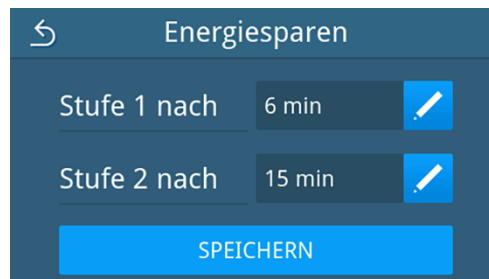 Energiesparen
Stufe 1 nach 6 min
Stufe 2 nach 15 min
SPEICHERN